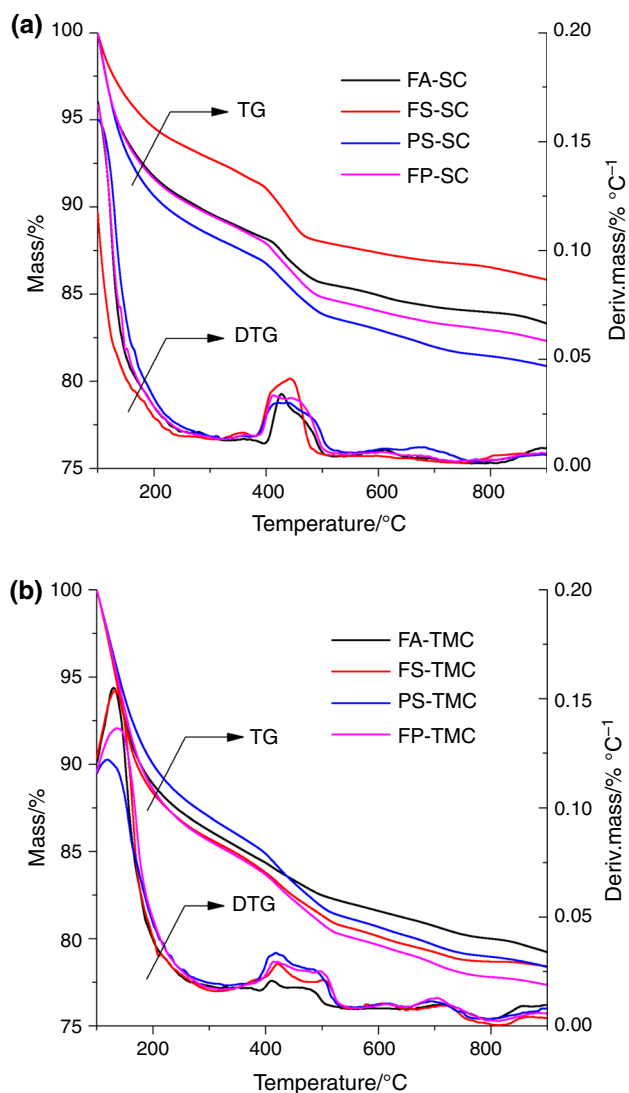 (a)
100
95
90
85
80
75
Mass/%
0.20
0.15
0.10
0.05
0.00
Deriv.mass/% °C⁻¹
FA-SC
FS-SC
PS-SC
FP-SC
TG
DTG
200 400 600 800
Temperature/°C
(b)
100
95
90
85
80
75
Mass/%
0.20
0.15
0.10
0.05
0.00
Deriv.mass/% °C⁻¹
FA-TMC
FS-TMC
PS-TMC
FP-TMC
TG
DTG
200 400 600 800
Temperature/°C